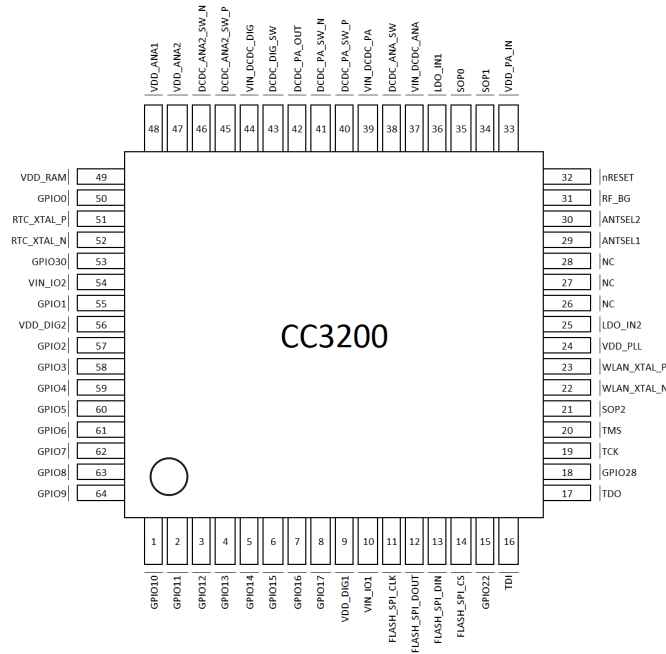 VDD_ANA1
VDD_ANA2
DCDC_ANA2_SW_N
DCDC_ANA2_SW_P
VIN_DCDC_DIG
DCDC_DIG_SW
DCDC_PA_OUT
DCDC_PA_SW_N
DCDC_PA_SW_P
VIN_DCDC_PA
DCDC_ANA_SW
VIN_DCDC_ANA
LDO_IN1
SOP0
SOP1
VDD_PA_IN
48 47 46 45 44 43 42 41 40 39 38 37 36 35 34 33
VDD_RAM 49
GPIO0 50
RTC_XTAL_P 51
RTC_XTAL_N 52
GPIO30 53
VIN_IO2 54
GPIO1 55
VDD_DIG2 56
GPIO2 57
GPIO3 58
GPIO4 59
GPIO5 60
GPIO6 61
GPIO7 62
GPIO8 63
GPIO9 64
CC3200
32 nRESET
31 RF_BG
30 ANTSEL2
29 ANTSEL1
28 NC
27 NC
26 NC
25 LDO_IN2
24 VDD_PLL
23 WLAN_XTAL_P
22 WLAN_XTAL_N
21 SOP2
20 TMS
19 TCK
18 GPIO28
17 TDO
1 2 3 4 5 6 7 8 9 10 11 12 13 14 15 16
GPIO10
GPIO11
GPIO12
GPIO13
GPIO14
GPIO15
GPIO16
GPIO17
VDD_DIG1
VIN_IO1
FLASH_SPI_CLK
FLASH_SPI_DOUT
FLASH_SPI_DIN
FLASH_SPI_CS
GPIO22
TDI